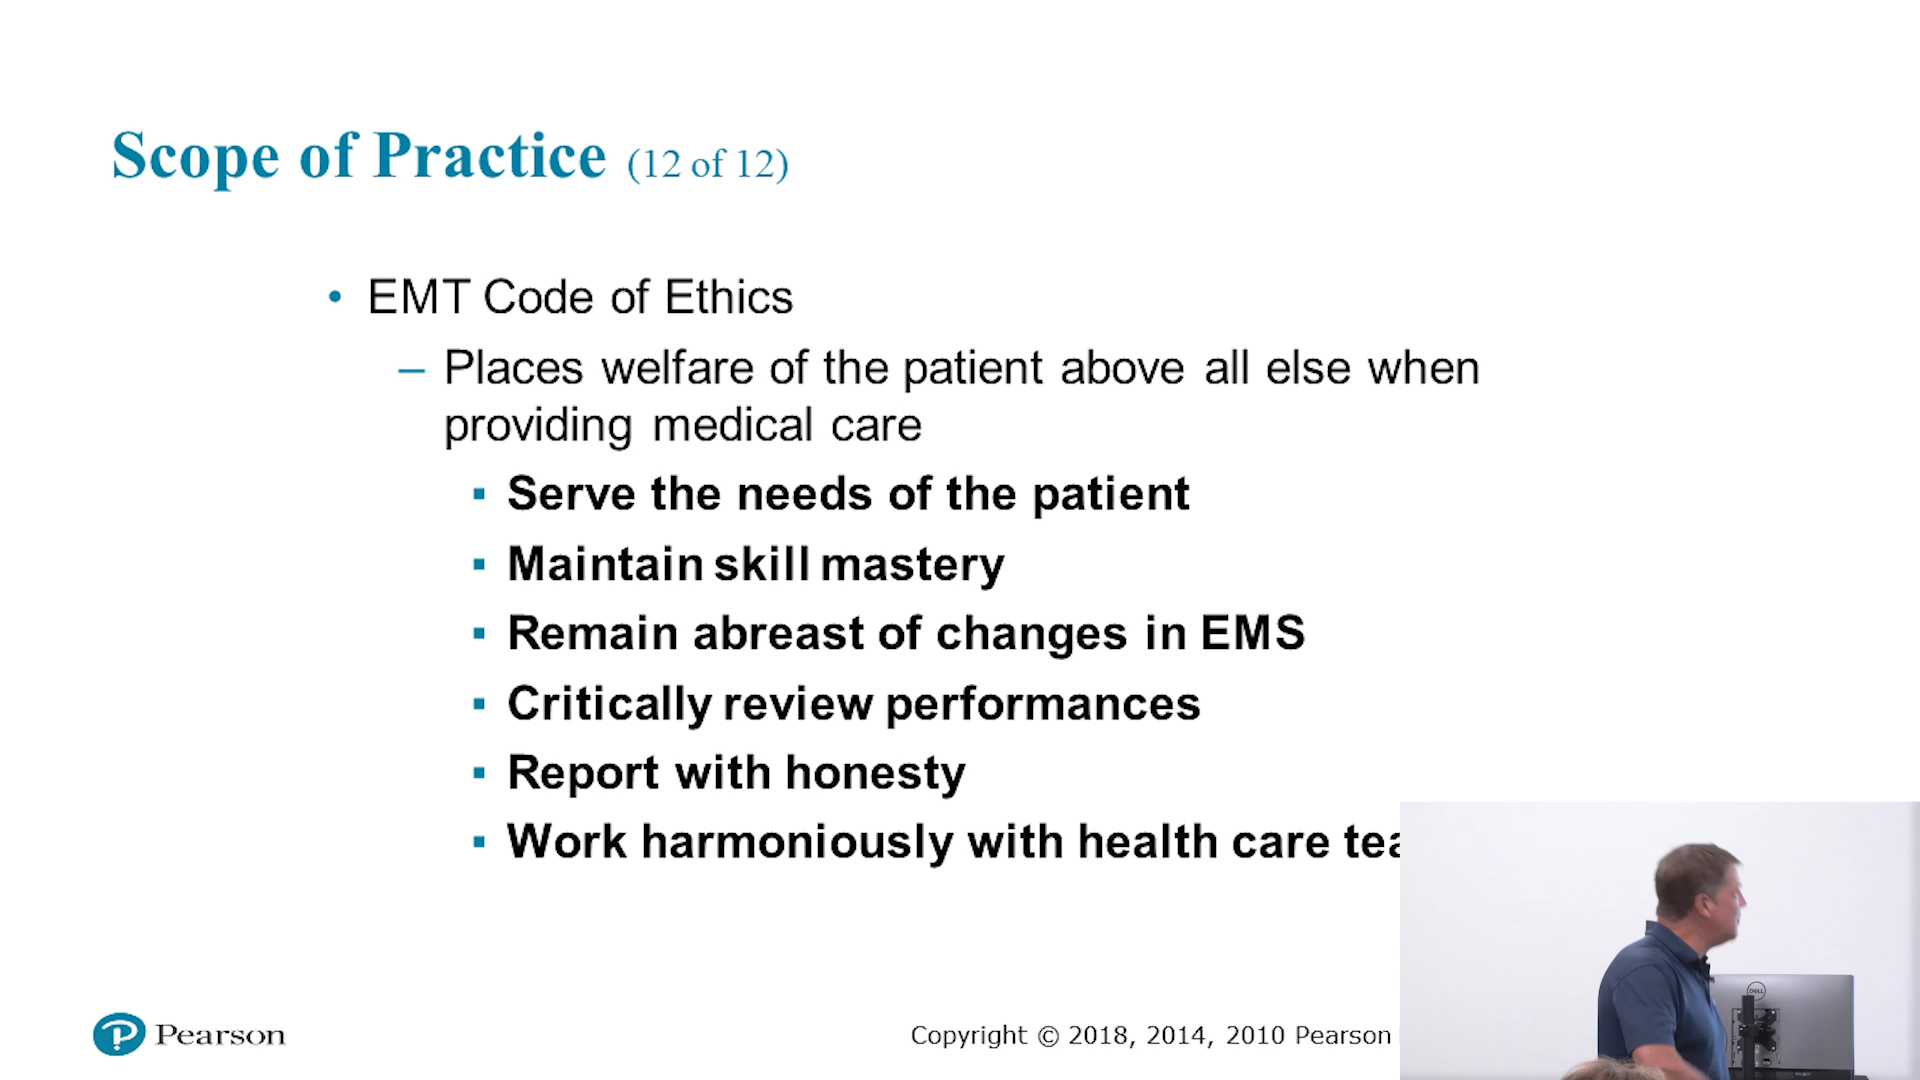 Scope of Practice (12 of 12)
• EMT Code of Ethics
– Places welfare of the patient above all else when
providing medical care
▪ Serve the needs of the patient
▪ Maintain skill mastery
▪ Remain abreast of changes in EMS
▪ Critically review performances
▪ Report with honesty
▪ Work harmoniously with health care
Pearson
Copyright © 2018, 2014, 2010 Pearson
DELL